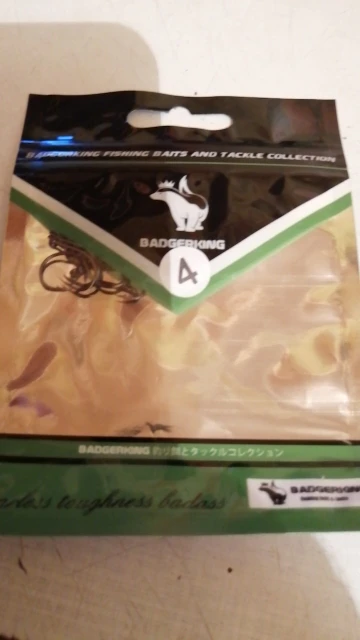 BADGERKING FISHING BAITS AND TACKLE COLLECTION
BADGERKING
4
BADGERKING 釣り餌とタックルコレクション
toughness badass
BADGERKING